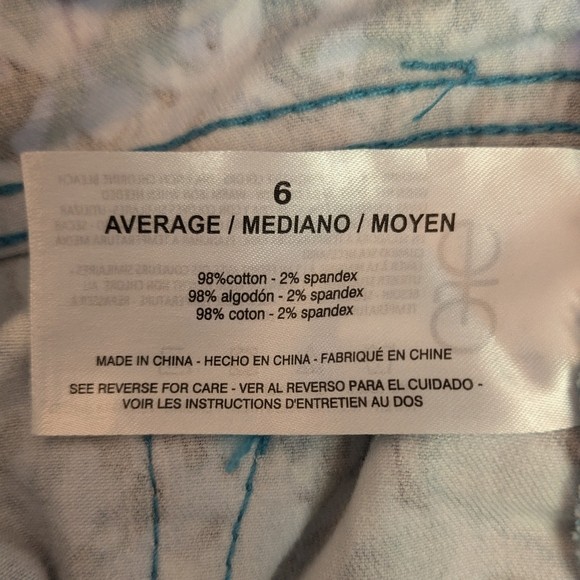 6
AVERAGE / MEDIANO / MOYEN
98%cotton - 2% spandex
98% algodón - 2% spandex
98% coton - 2% spandex
MADE IN CHINA - HECHO EN CHINA - FABRIQUÉ EN CHINE
SEE REVERSE FOR CARE - VER AL REVERSO PARA EL CUIDADO -
VOIR LES INSTRUCTIONS D'ENTRETIEN AU DOS